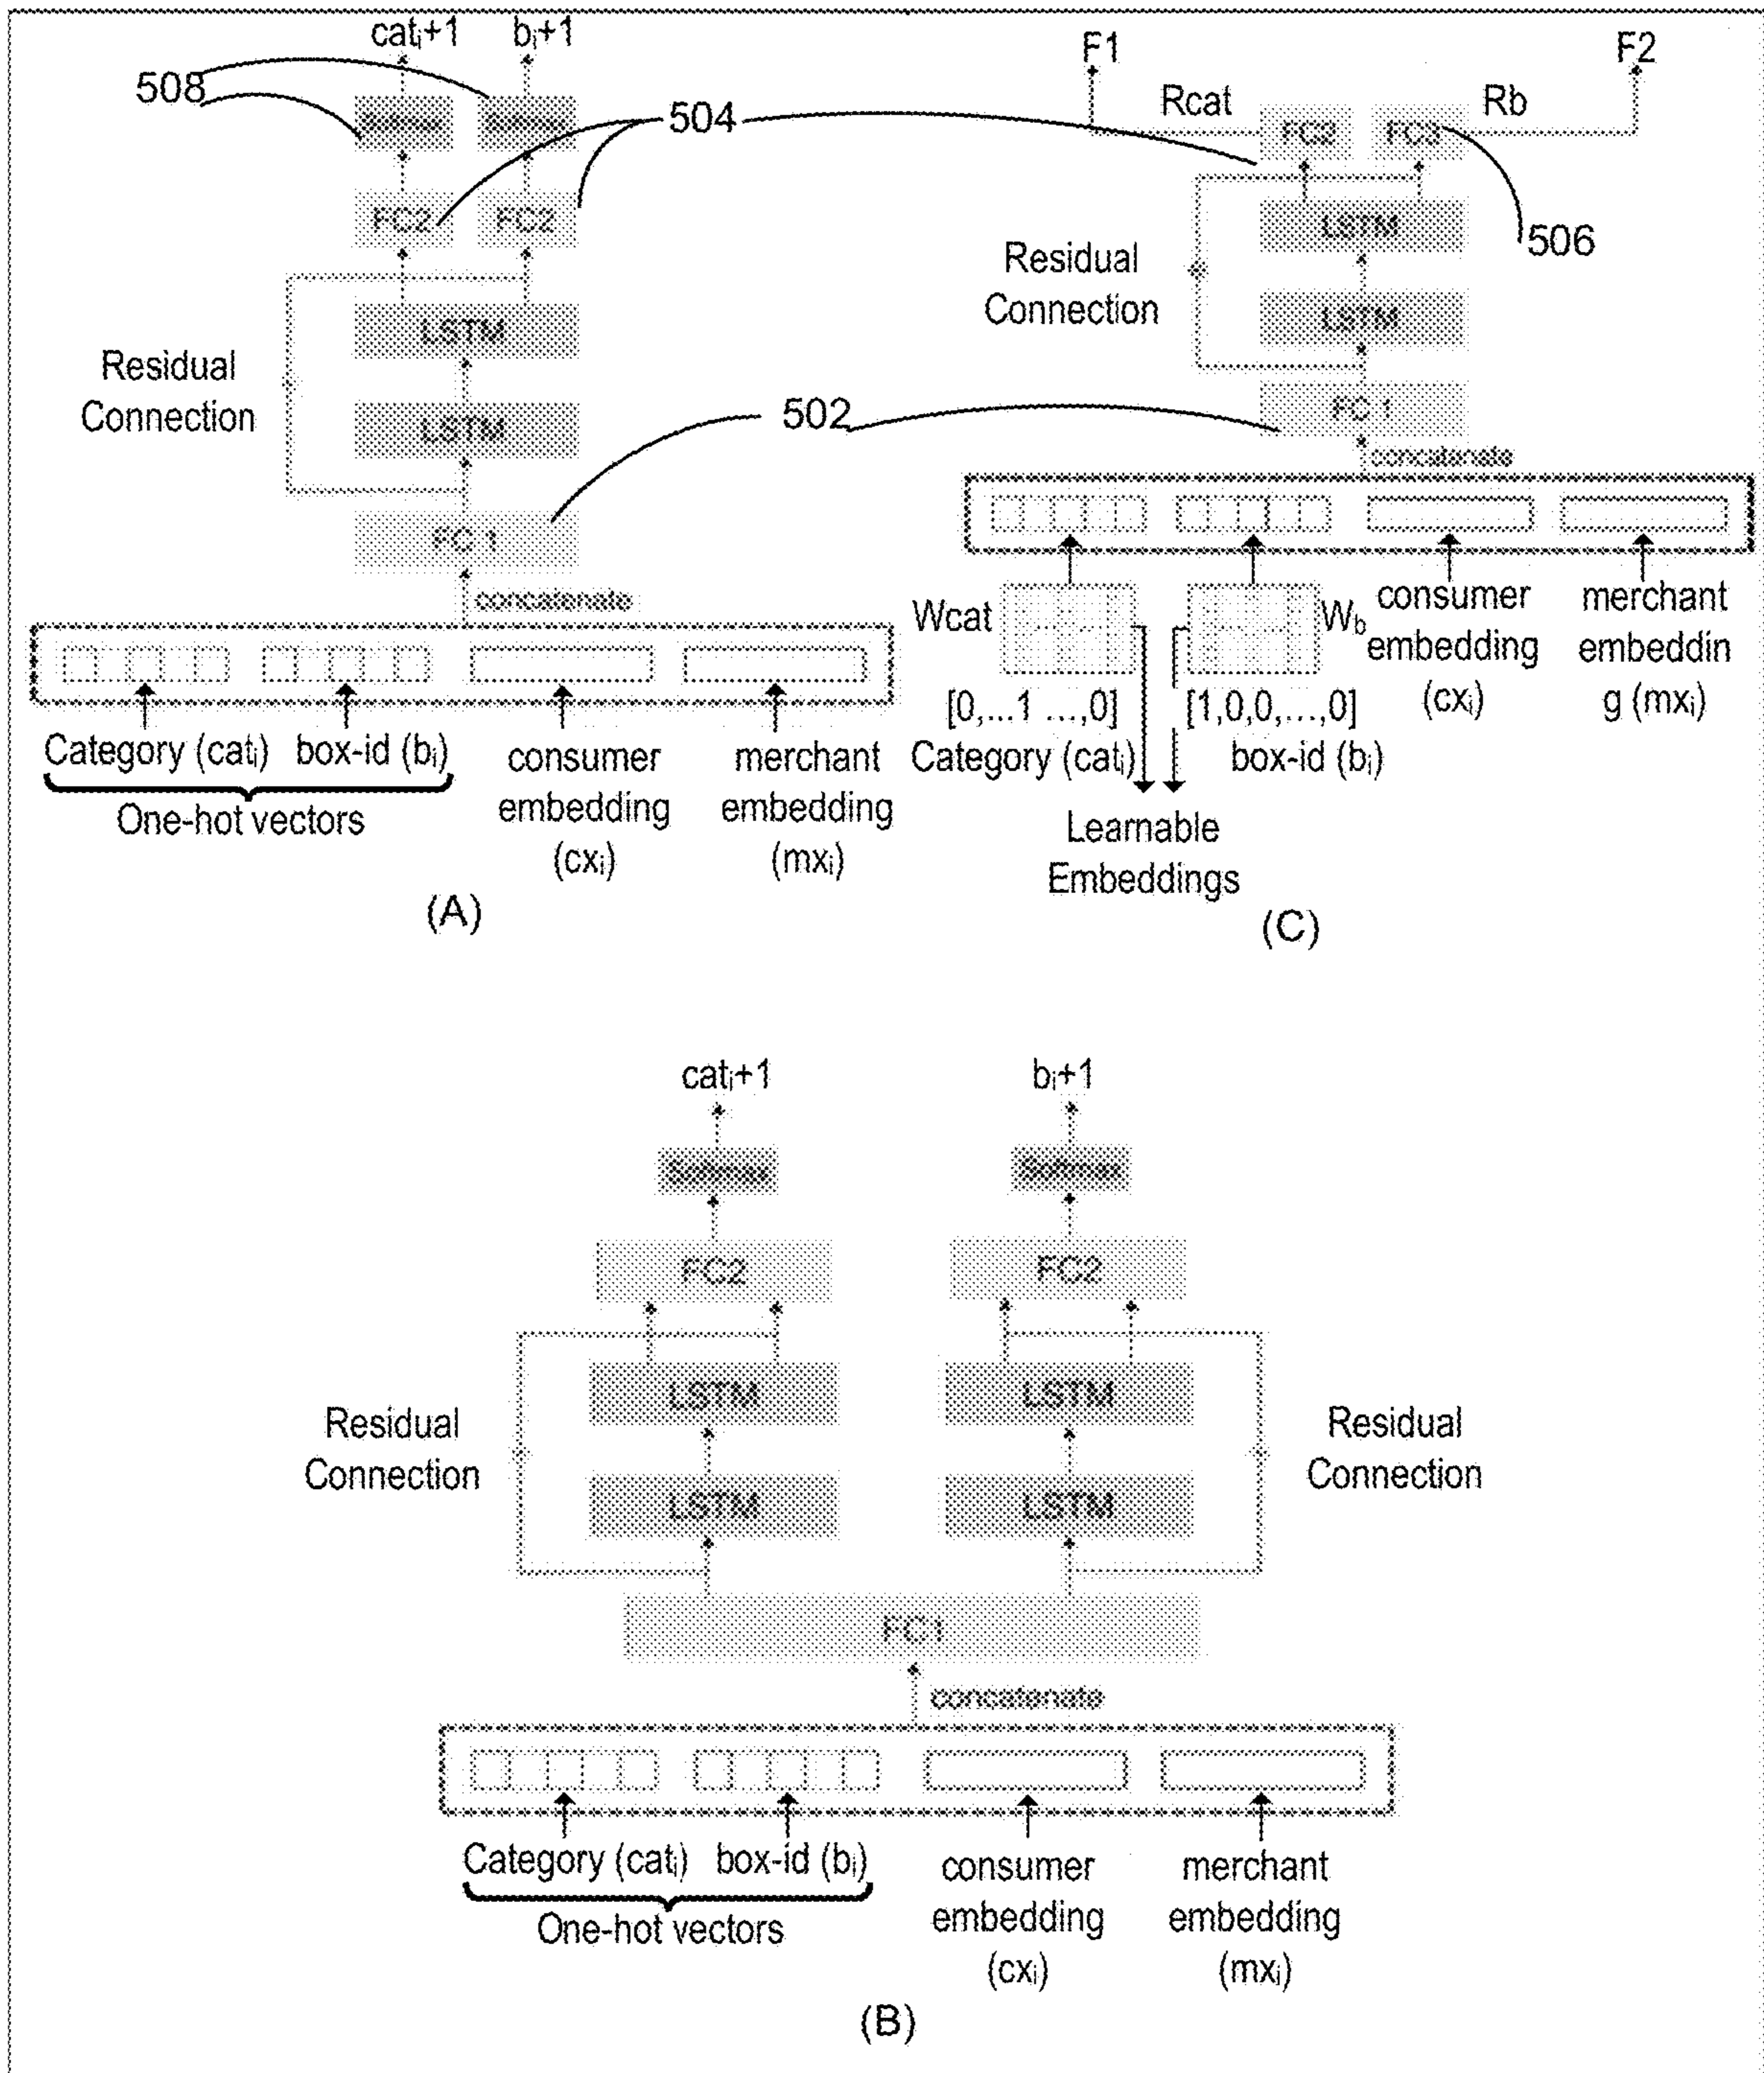 cati+1 bi+1
508
Softmax Softmax
504
FC2 FC2
LSTM
Residual
Connection
LSTM
502
FC 1
concatenate
Category (cati) box-id (bi)
One-hot vectors
consumer
embedding
(cxi)
merchant
embedding
(mxi)
(A)
F1 F2
Rcat Rb
FC2 FC3
506
LSTM
Residual
Connection
LSTM
FC 1
concatenate
Wcat Wb
[0,...1 ...,0] [1,0,0,...,0]
Category (cati) box-id (bi)
consumer
embedding
(cxi)
merchant
embeddin
g (mxi)
Learnable
Embeddings
(C)
cati+1 bi+1
Softmax Softmax
FC2 FC2
LSTM LSTM
Residual
Connection
Residual
Connection
LSTM LSTM
FC1
concatenate
Category (cati) box-id (bi)
One-hot vectors
consumer
embedding
(cxi)
merchant
embedding
(mxi)
(B)